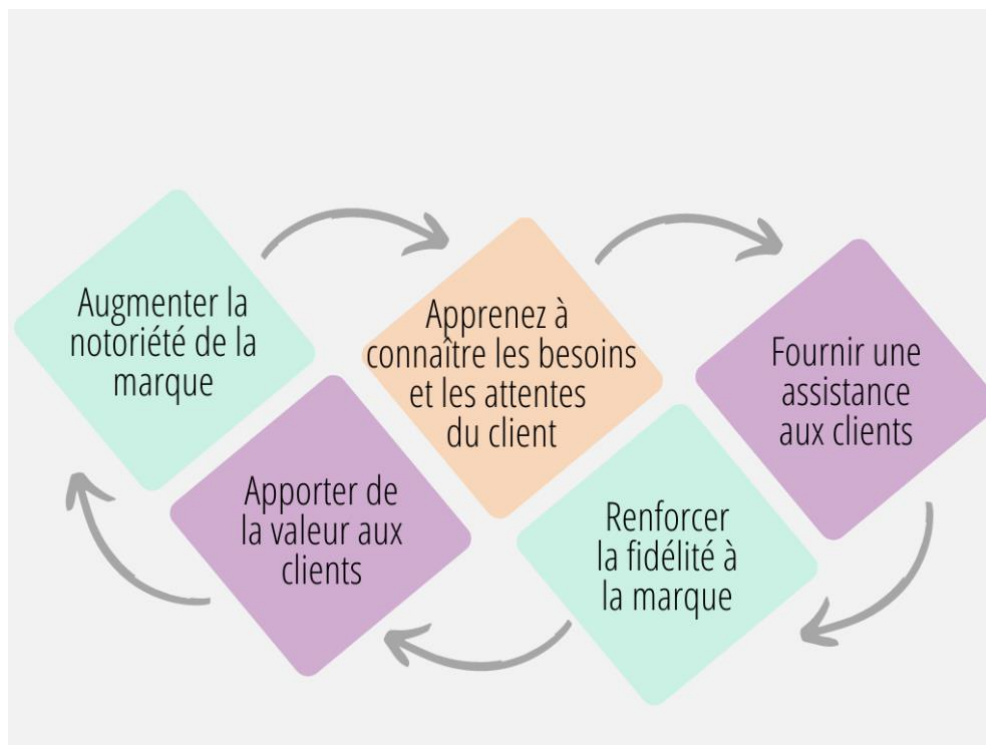 Augmenter la
notoriété de la
marque
Apprenez à
connaître les besoins
et les attentes
du client
Fournir une
assistance
aux clients
Renforcer
la fidélité à
la marque
Apporter de
la valeur aux
clients